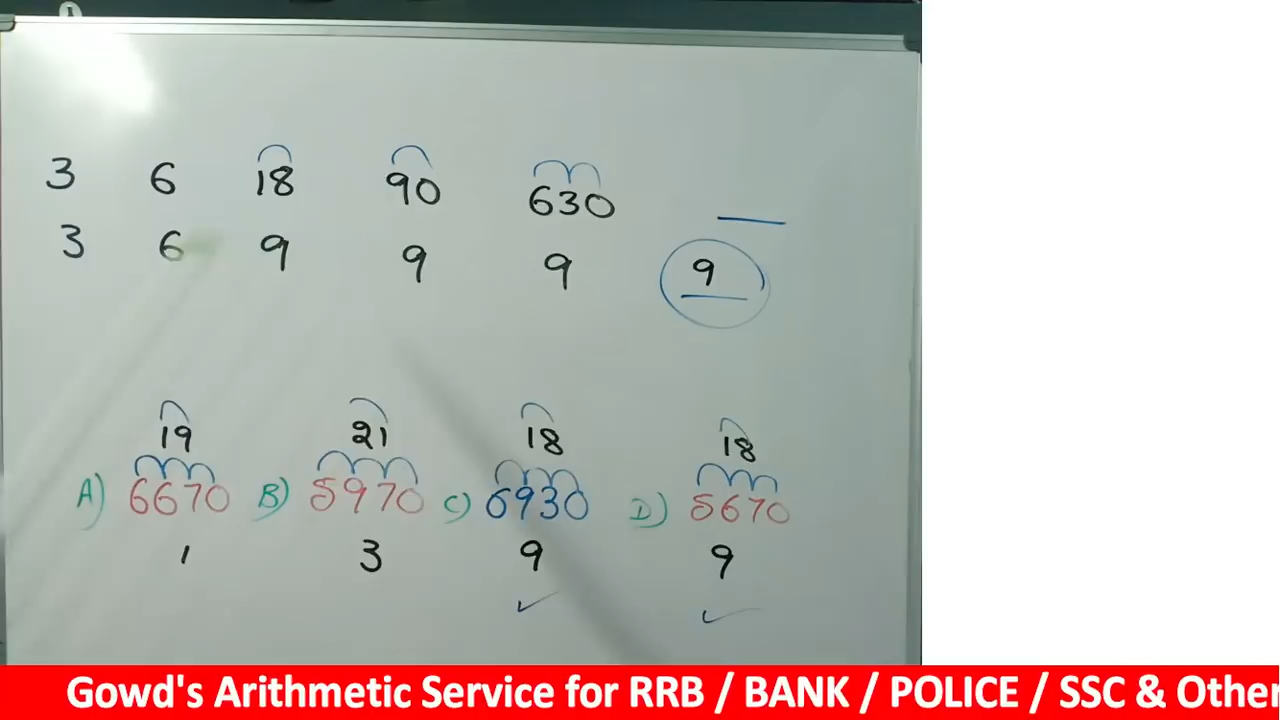 3 6 18 90 630
3 6 9 9 9 9
19 21 18 18
A) 6670 B) 5970 C) 6930 D) 5670
1 3 9 9
Gowd's Arithmetic Service for RRB / BANK / POLICE / SSC & Other